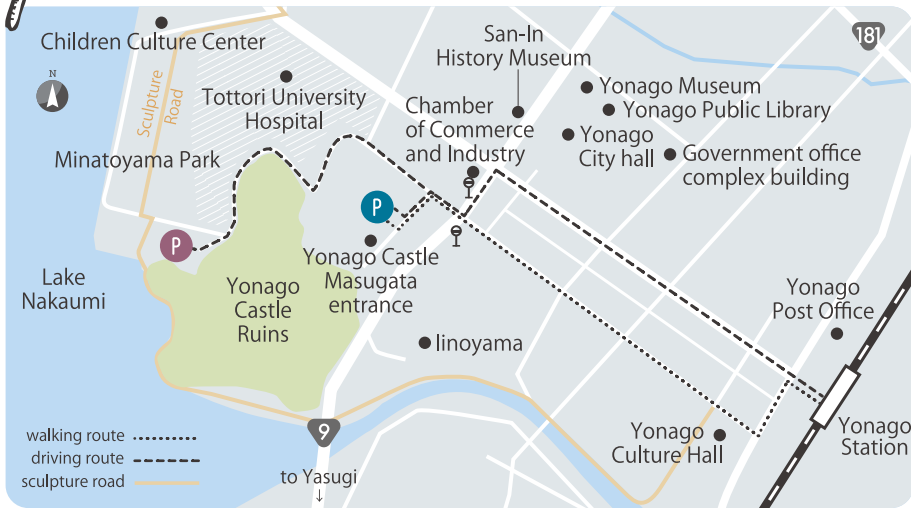 Children Culture Center
N
Sculpture
Road
Tottori University
Hospital
Minatoyama Park
San-In
History Museum
181
Chamber
of Commerce
and Industry
Yonago Museum
Yonago Public Library
Yonago
City hall
Government office
complex building
P
P
Yonago Castle
Masugata
entrance
Lake
Nakaumi
Yonago
Castle
Ruins
Iinoyama
Yonago
Post Office
Yonago
Station
Yonago
Culture Hall
9
to Yasugi
↓
walking route
driving route
sculpture road